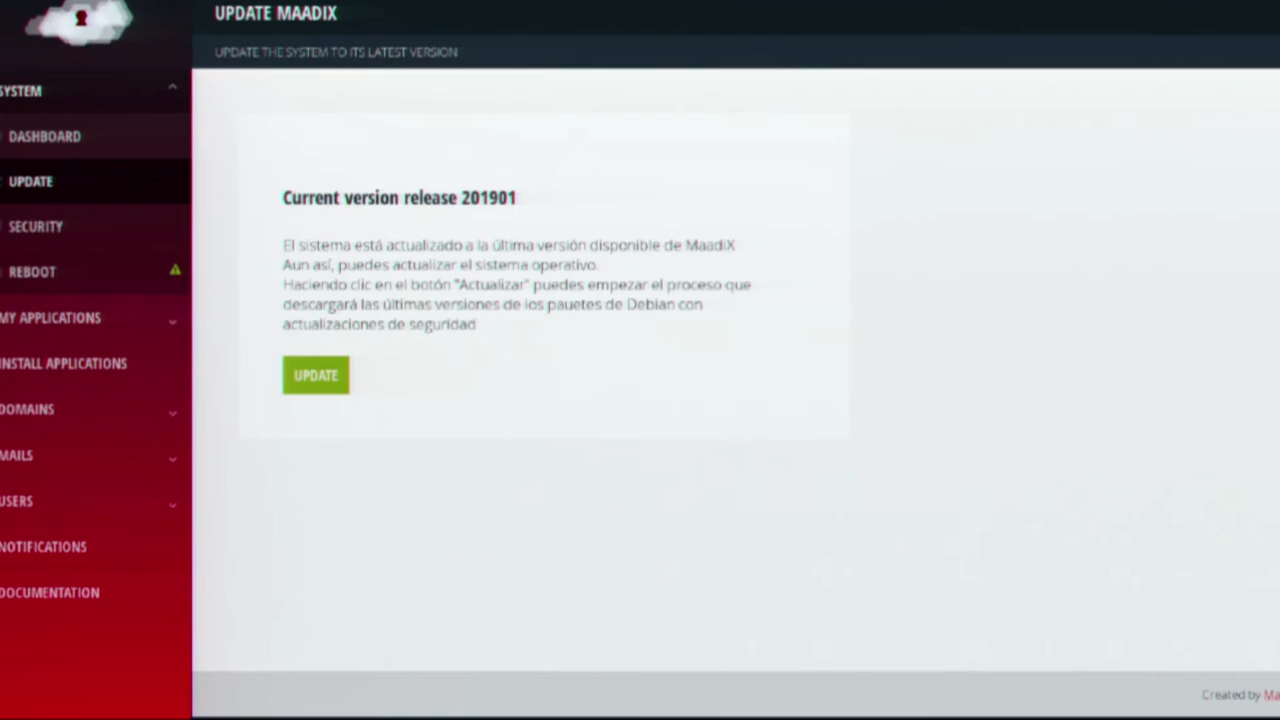 UPDATE MAADIX
UPDATE THE SYSTEM TO ITS LATEST VERSION
SYSTEM
DASHBOARD
UPDATE
SECURITY
REBOOT
MY APPLICATIONS
INSTALL APPLICATIONS
DOMAINS
MAILS
USERS
NOTIFICATIONS
DOCUMENTATION
Current version release 201901
El sistema está actualizado a la última versión disponible de MaadiX
Aun así, puedes actualizar el sistema operativo.
Haciendo clic en el botón "Actualizar" puedes empezar el proceso que
descargará las últimas versiones de los pauetes de Debian con
actualizaciones de seguridad
UPDATE
Created by